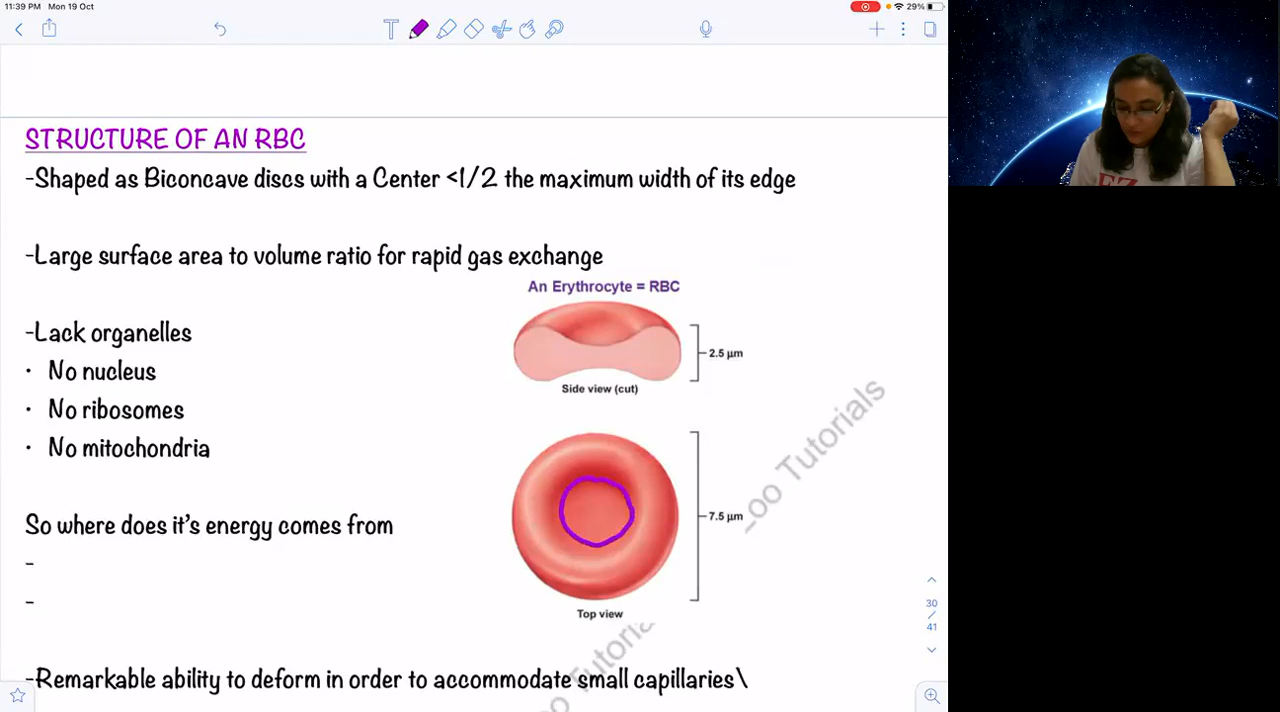 11:39 PM Mon 19 Oct
29%
T
STRUCTURE OF AN RBC
-Shaped as Biconcave discs with a Center <1/2 the maximum width of its edge
-Large surface area to volume ratio for rapid gas exchange
An Erythrocyte = RBC
-Lack organelles
2.5 μm
· No nucleus
Side view (cut)
· No ribosomes
· No mitochondria
So where does it's energy comes from
7.5 μm
-
-
Top view
30
/
41
-Remarkable ability to deform in order to accommodate small capillaries\
oo Tutorials
oo Tutoria